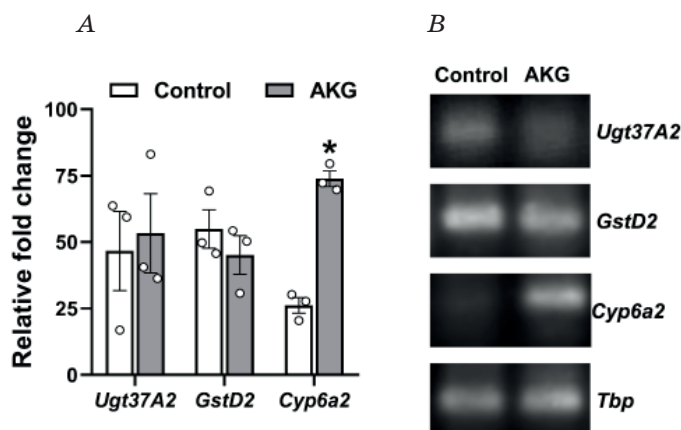 A
B
Control AKG
Relative fold change
100
75
50
25
0
*
Ugt37A2 GstD2 Cyp6a2
Control AKG
Ugt37A2
GstD2
Cyp6a2
Tbp